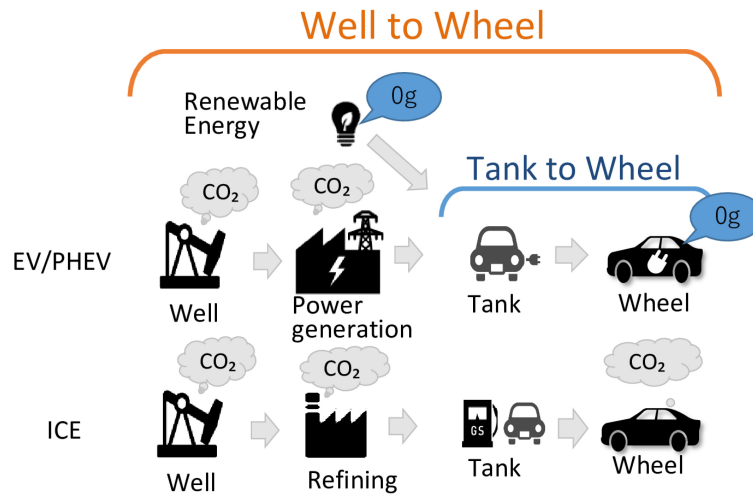 Well to Wheel
Renewable
Energy
0g
Tank to Wheel
CO₂
CO₂
0g
EV/PHEV
Well
Power
generation
Tank
Wheel
CO₂
CO₂
CO₂
GS
ICE
Well
Refining
Tank
Wheel